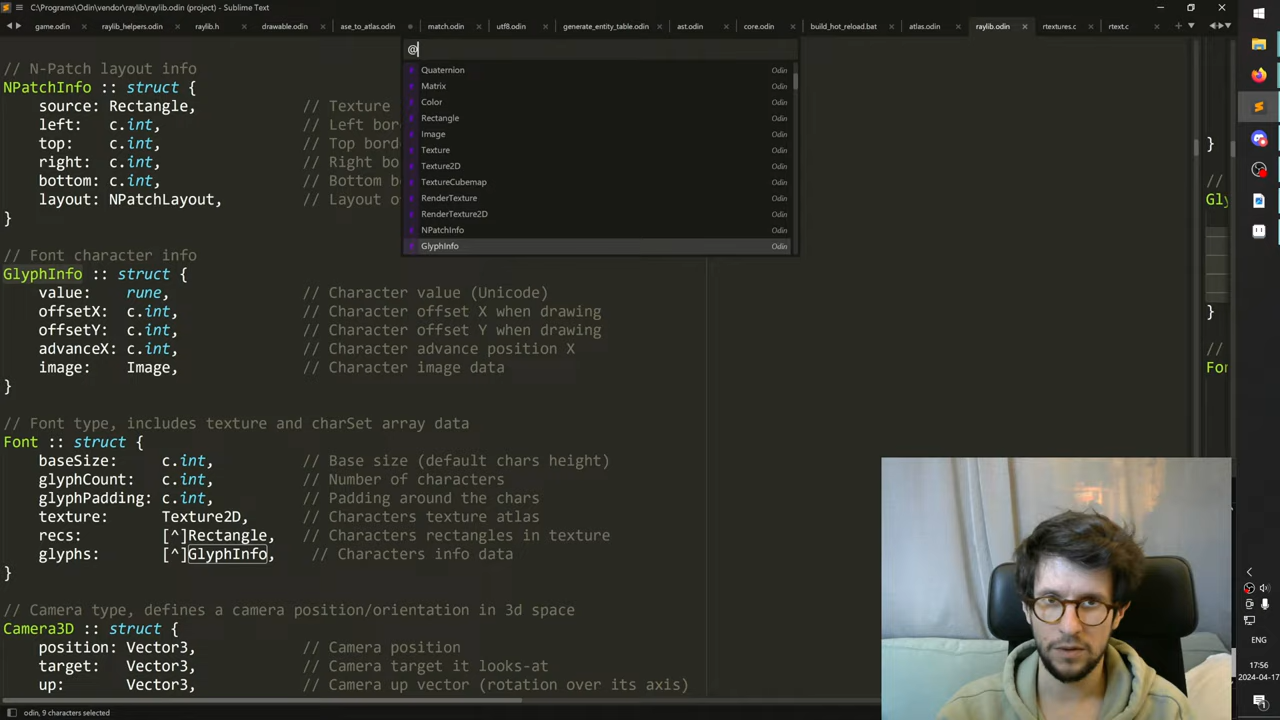 C:\Programs\Odin\vendor\raylib\raylib.odin (project) - Sublime Text
game.odin raylib_helpers.odin raylib.h drawable.odin ase_to_atlas.odin match.odin utf8.odin generate_entity_table.odin ast.odin core.odin build_hot_reload.bat atlas.odin raylib.odin rtextures.c rtext.c
@
Quaternion Odin
Matrix Odin
Color Odin
Rectangle Odin
Image Odin
Texture Odin
Texture2D Odin
TextureCubemap Odin
RenderTexture Odin
RenderTexture2D Odin
NPatchInfo Odin
GlyphInfo Odin
// N-Patch layout info
NPatchInfo :: struct {
source: Rectangle, // Texture
left: c.int, // Left bor
top: c.int, // Top borde
right: c.int, // Right bo
bottom: c.int, // Bottom b
layout: NPatchLayout, // Layout o
}
// Font character info
GlyphInfo :: struct {
value: rune, // Character value (Unicode)
offsetX: c.int, // Character offset X when drawing
offsetY: c.int, // Character offset Y when drawing
advanceX: c.int, // Character advance position X
image: Image, // Character image data
}
// Font type, includes texture and charSet array data
Font :: struct {
baseSize: c.int, // Base size (default chars height)
glyphCount: c.int, // Number of characters
glyphPadding: c.int, // Padding around the chars
texture: Texture2D, // Characters texture atlas
recs: [^]Rectangle, // Characters rectangles in texture
glyphs: [^]GlyphInfo, // Characters info data
}
// Camera type, defines a camera position/orientation in 3d space
Camera3D :: struct {
position: Vector3, // Camera position
target: Vector3, // Camera target it looks-at
up: Vector3, // Camera up vector (rotation over its axis)
}
//
Gl
}
//
For
odin, 9 characters selected
17:56
2024-04-17